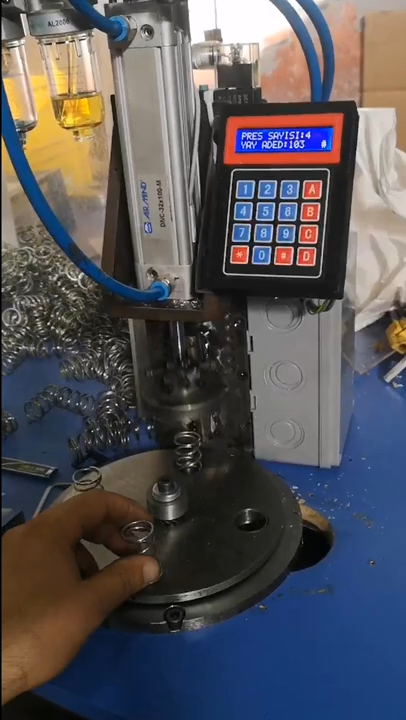 AL2000
PRES SAYISI:4
YAY ADED:103
1 2 3 A
4 5 6 B
7 8 9 C
* 0 # D
DNC-32x100-M